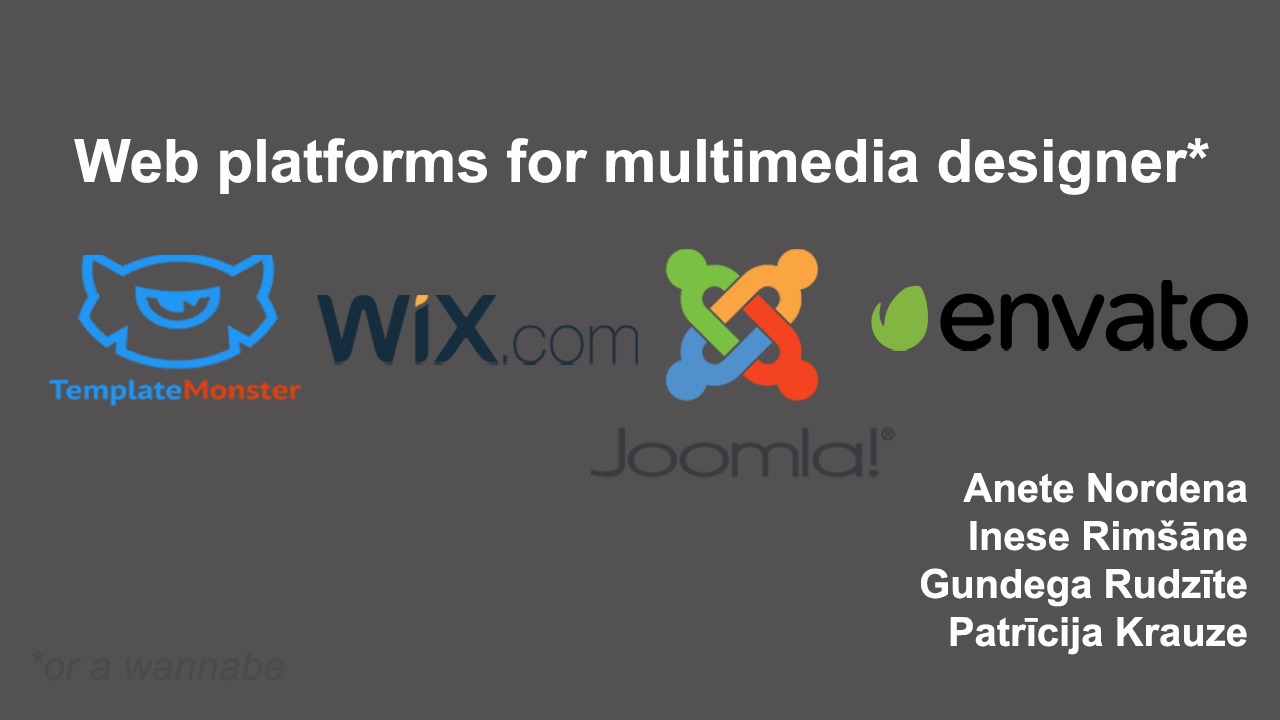 Web platforms for multimedia designer*
TemplateMonster
WiX.com
Joomla!®
envato
Anete Nordena
Inese Rimšāne
Gundega Rudzīte
Patrīcija Krauze
*or a wannabe